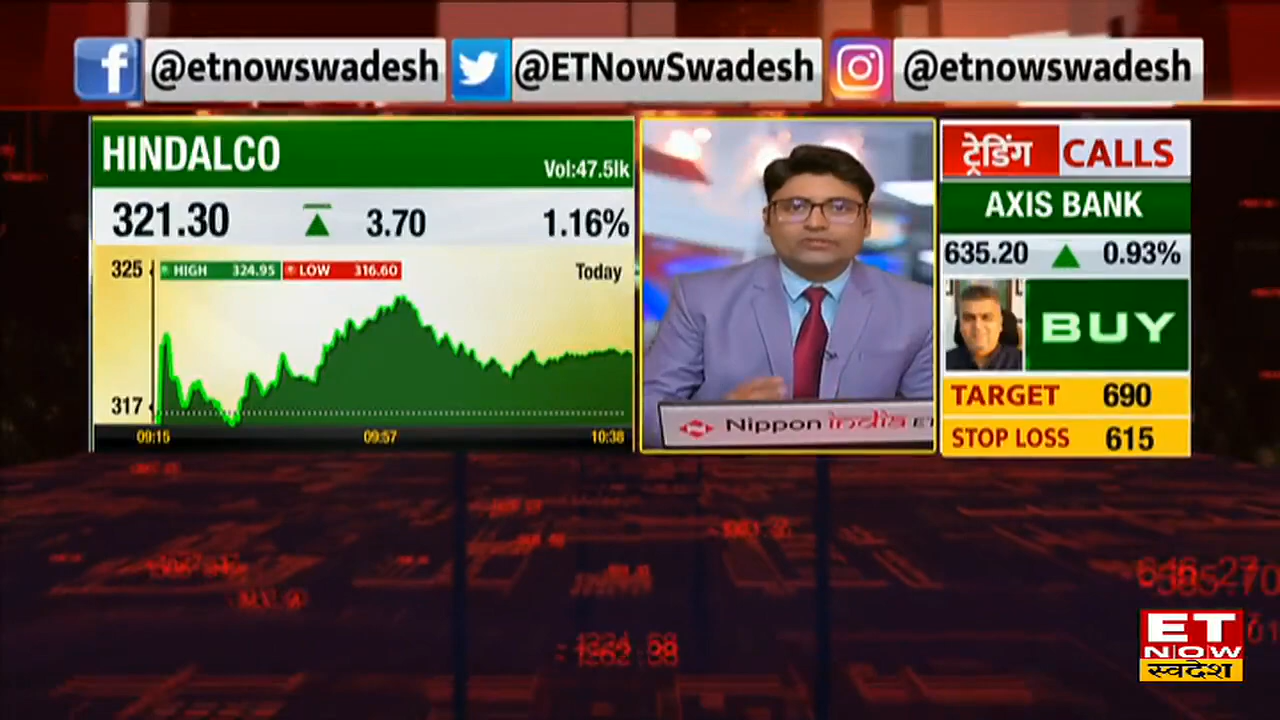 @etnowswadesh
@ETNowSwadesh
@etnowswadesh
HINDALCO
Vol:47.5lk
321.30 3.70 1.16%
325
HIGH 324.95 LOW 316.60
Today
317
09:15 09:57 10:38
Nippon india ET
ट्रेडिंग CALLS
AXIS BANK
635.20 0.93%
BUY
TARGET 690
STOP LOSS 615
ET
NOW
स्वदेश